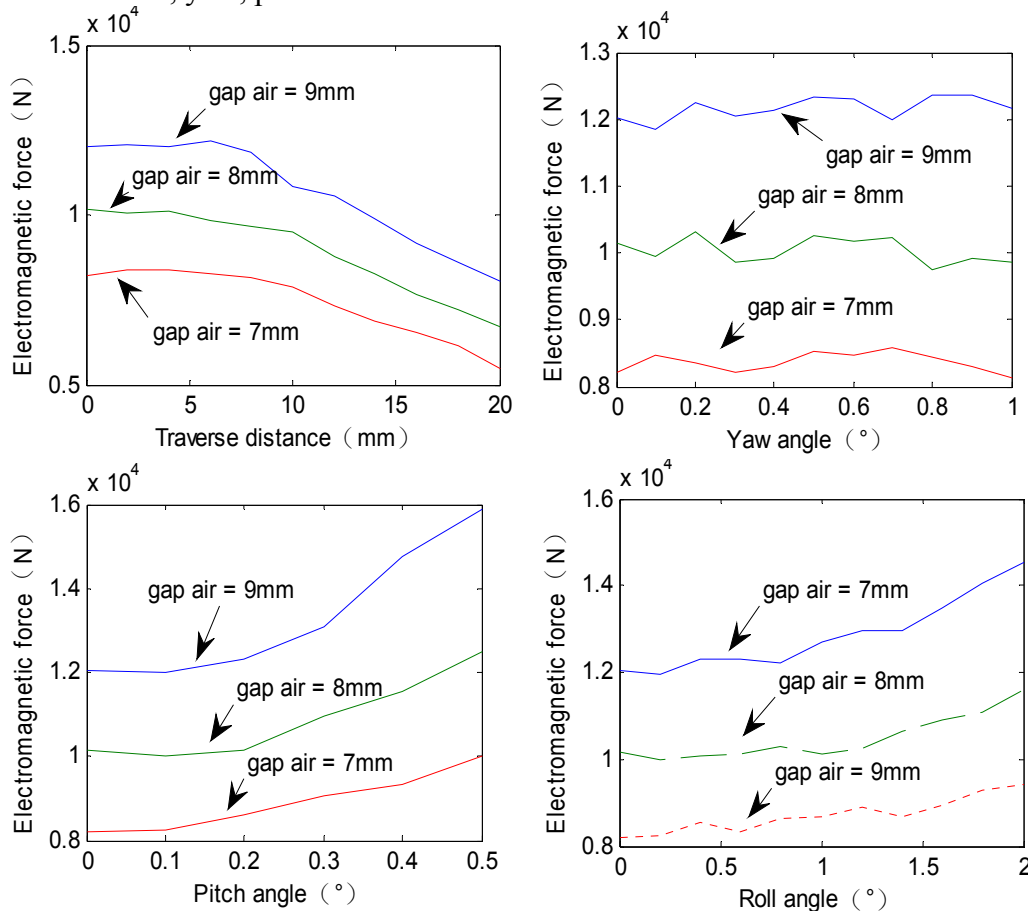 x 10^4
1.5
1
0.5
Electromagnetic force（N）
gap air = 9mm
gap air = 8mm
gap air = 7mm
0 5 10 15 20
Traverse distance（mm）
x 10^4
1.3
1.2
1.1
1
0.9
0.8
Electromagnetic force（N）
gap air = 9mm
gap air = 8mm
gap air = 7mm
0 0.2 0.4 0.6 0.8 1
Yaw angle（°）
x 10^4
1.6
1.4
1.2
1
0.8
Electromagnetic force（N）
gap air = 9mm
gap air = 8mm
gap air = 7mm
0 0.1 0.2 0.3 0.4 0.5
Pitch angle（°）
x 10^4
1.6
1.4
1.2
1
0.8
Electromagnetic force（N）
gap air = 7mm
gap air = 8mm
gap air = 9mm
0 0.5 1 1.5 2
Roll angle（°）